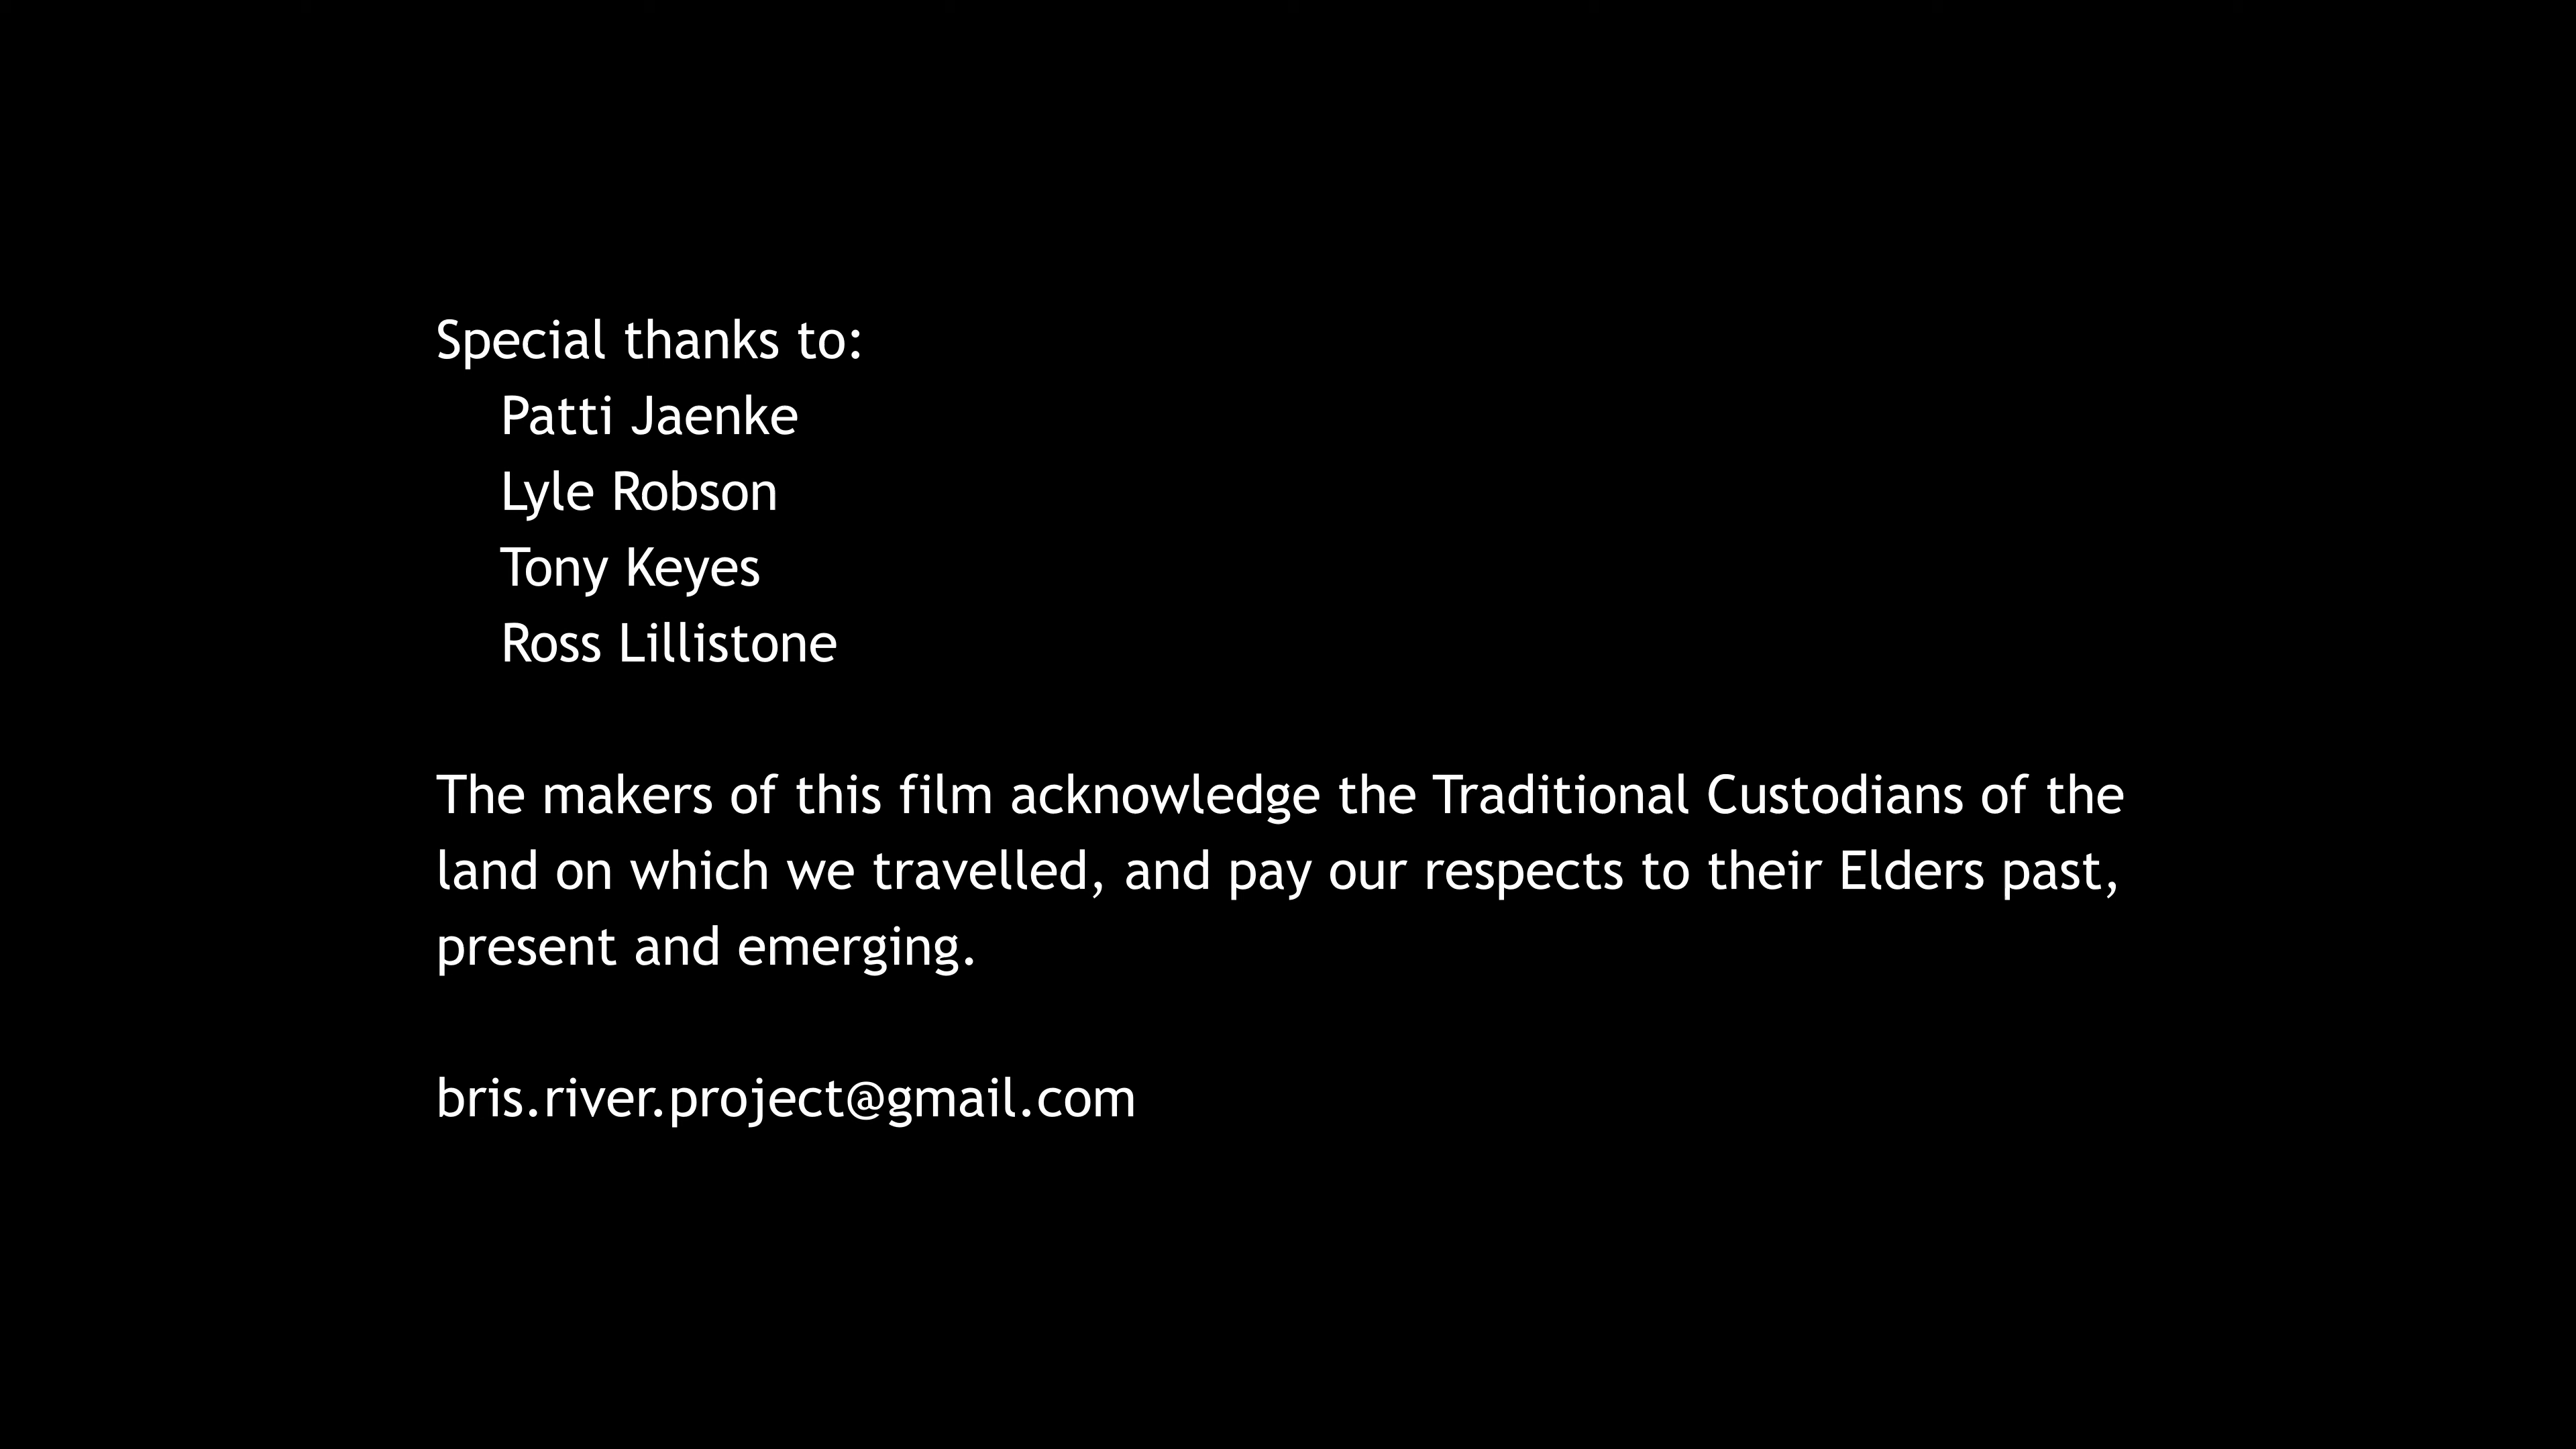 Special thanks to:
Patti Jaenke
Lyle Robson
Tony Keyes
Ross Lillistone
The makers of this film acknowledge the Traditional Custodians of the
land on which we travelled, and pay our respects to their Elders past,
present and emerging.
bris.river.project@gmail.com